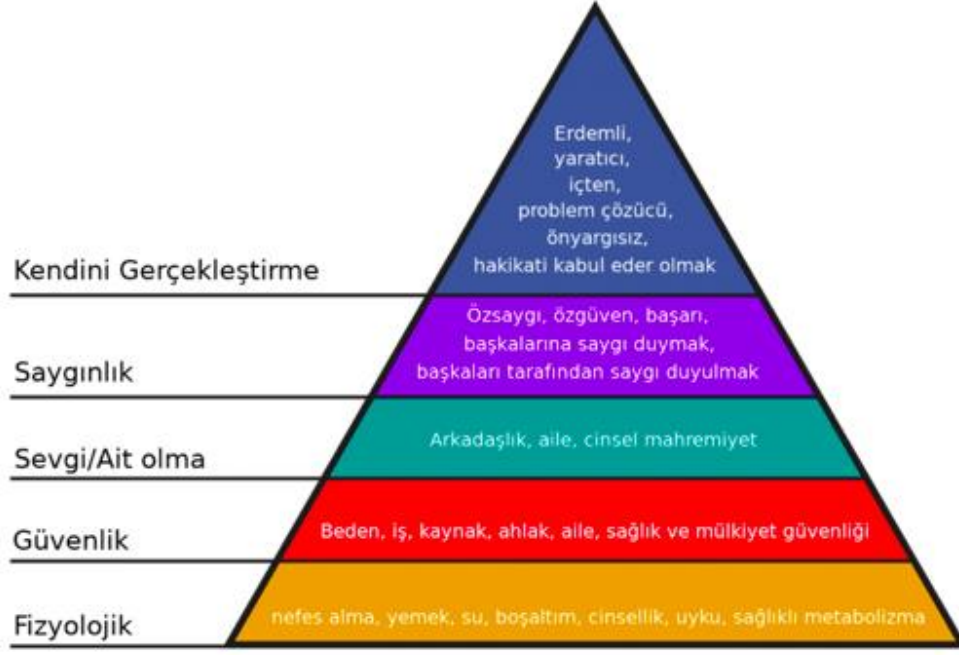 Erdemli,
yaratıcı,
içten,
problem çözücü,
önyargısız,
hakikati kabul eder olmak
Kendini Gerçekleştirme
Özsaygı, özgüven, başarı,
başkalarına saygı duymak,
başkaları tarafından saygı duyulmak
Saygınlık
Arkadaşlık, aile, cinsel mahremiyet
Sevgi/Ait olma
Beden, iş, kaynak, ahlak, aile, sağlık ve mülkiyet güvenliği
Güvenlik
nefes alma, yemek, su, boşaltım, cinsellik, uyku, sağlıklı metabolizma
Fizyolojik